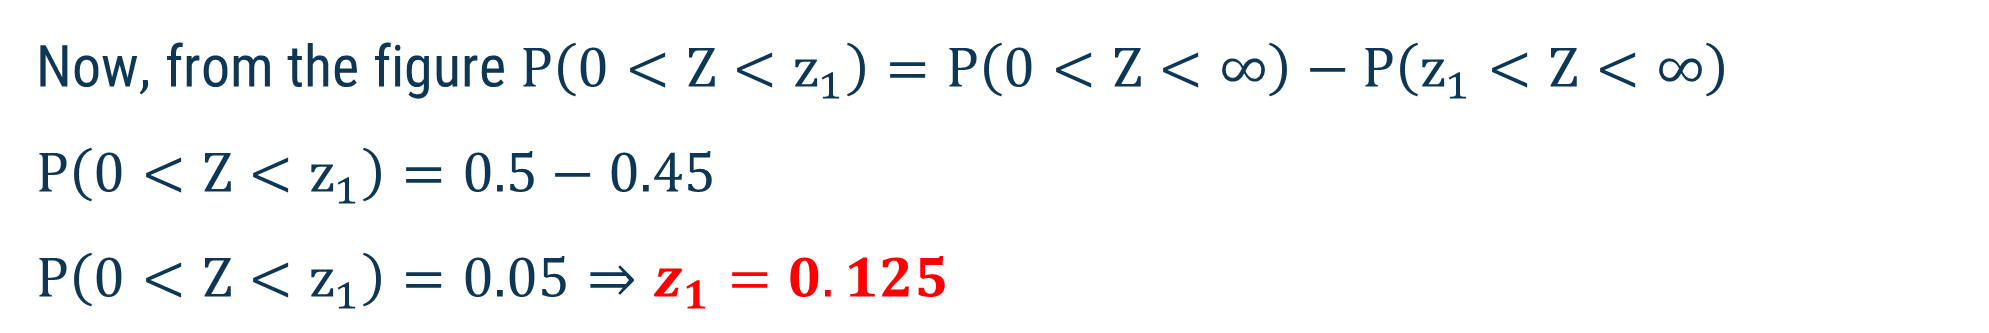 Now, from the figure P(0 < Z < z₁) = P(0 < Z < ∞) − P(z₁ < Z < ∞)
P(0 < Z < z₁) = 0.5 − 0.45
P(0 < Z < z₁) = 0.05 ⇒ z₁ = 0.125